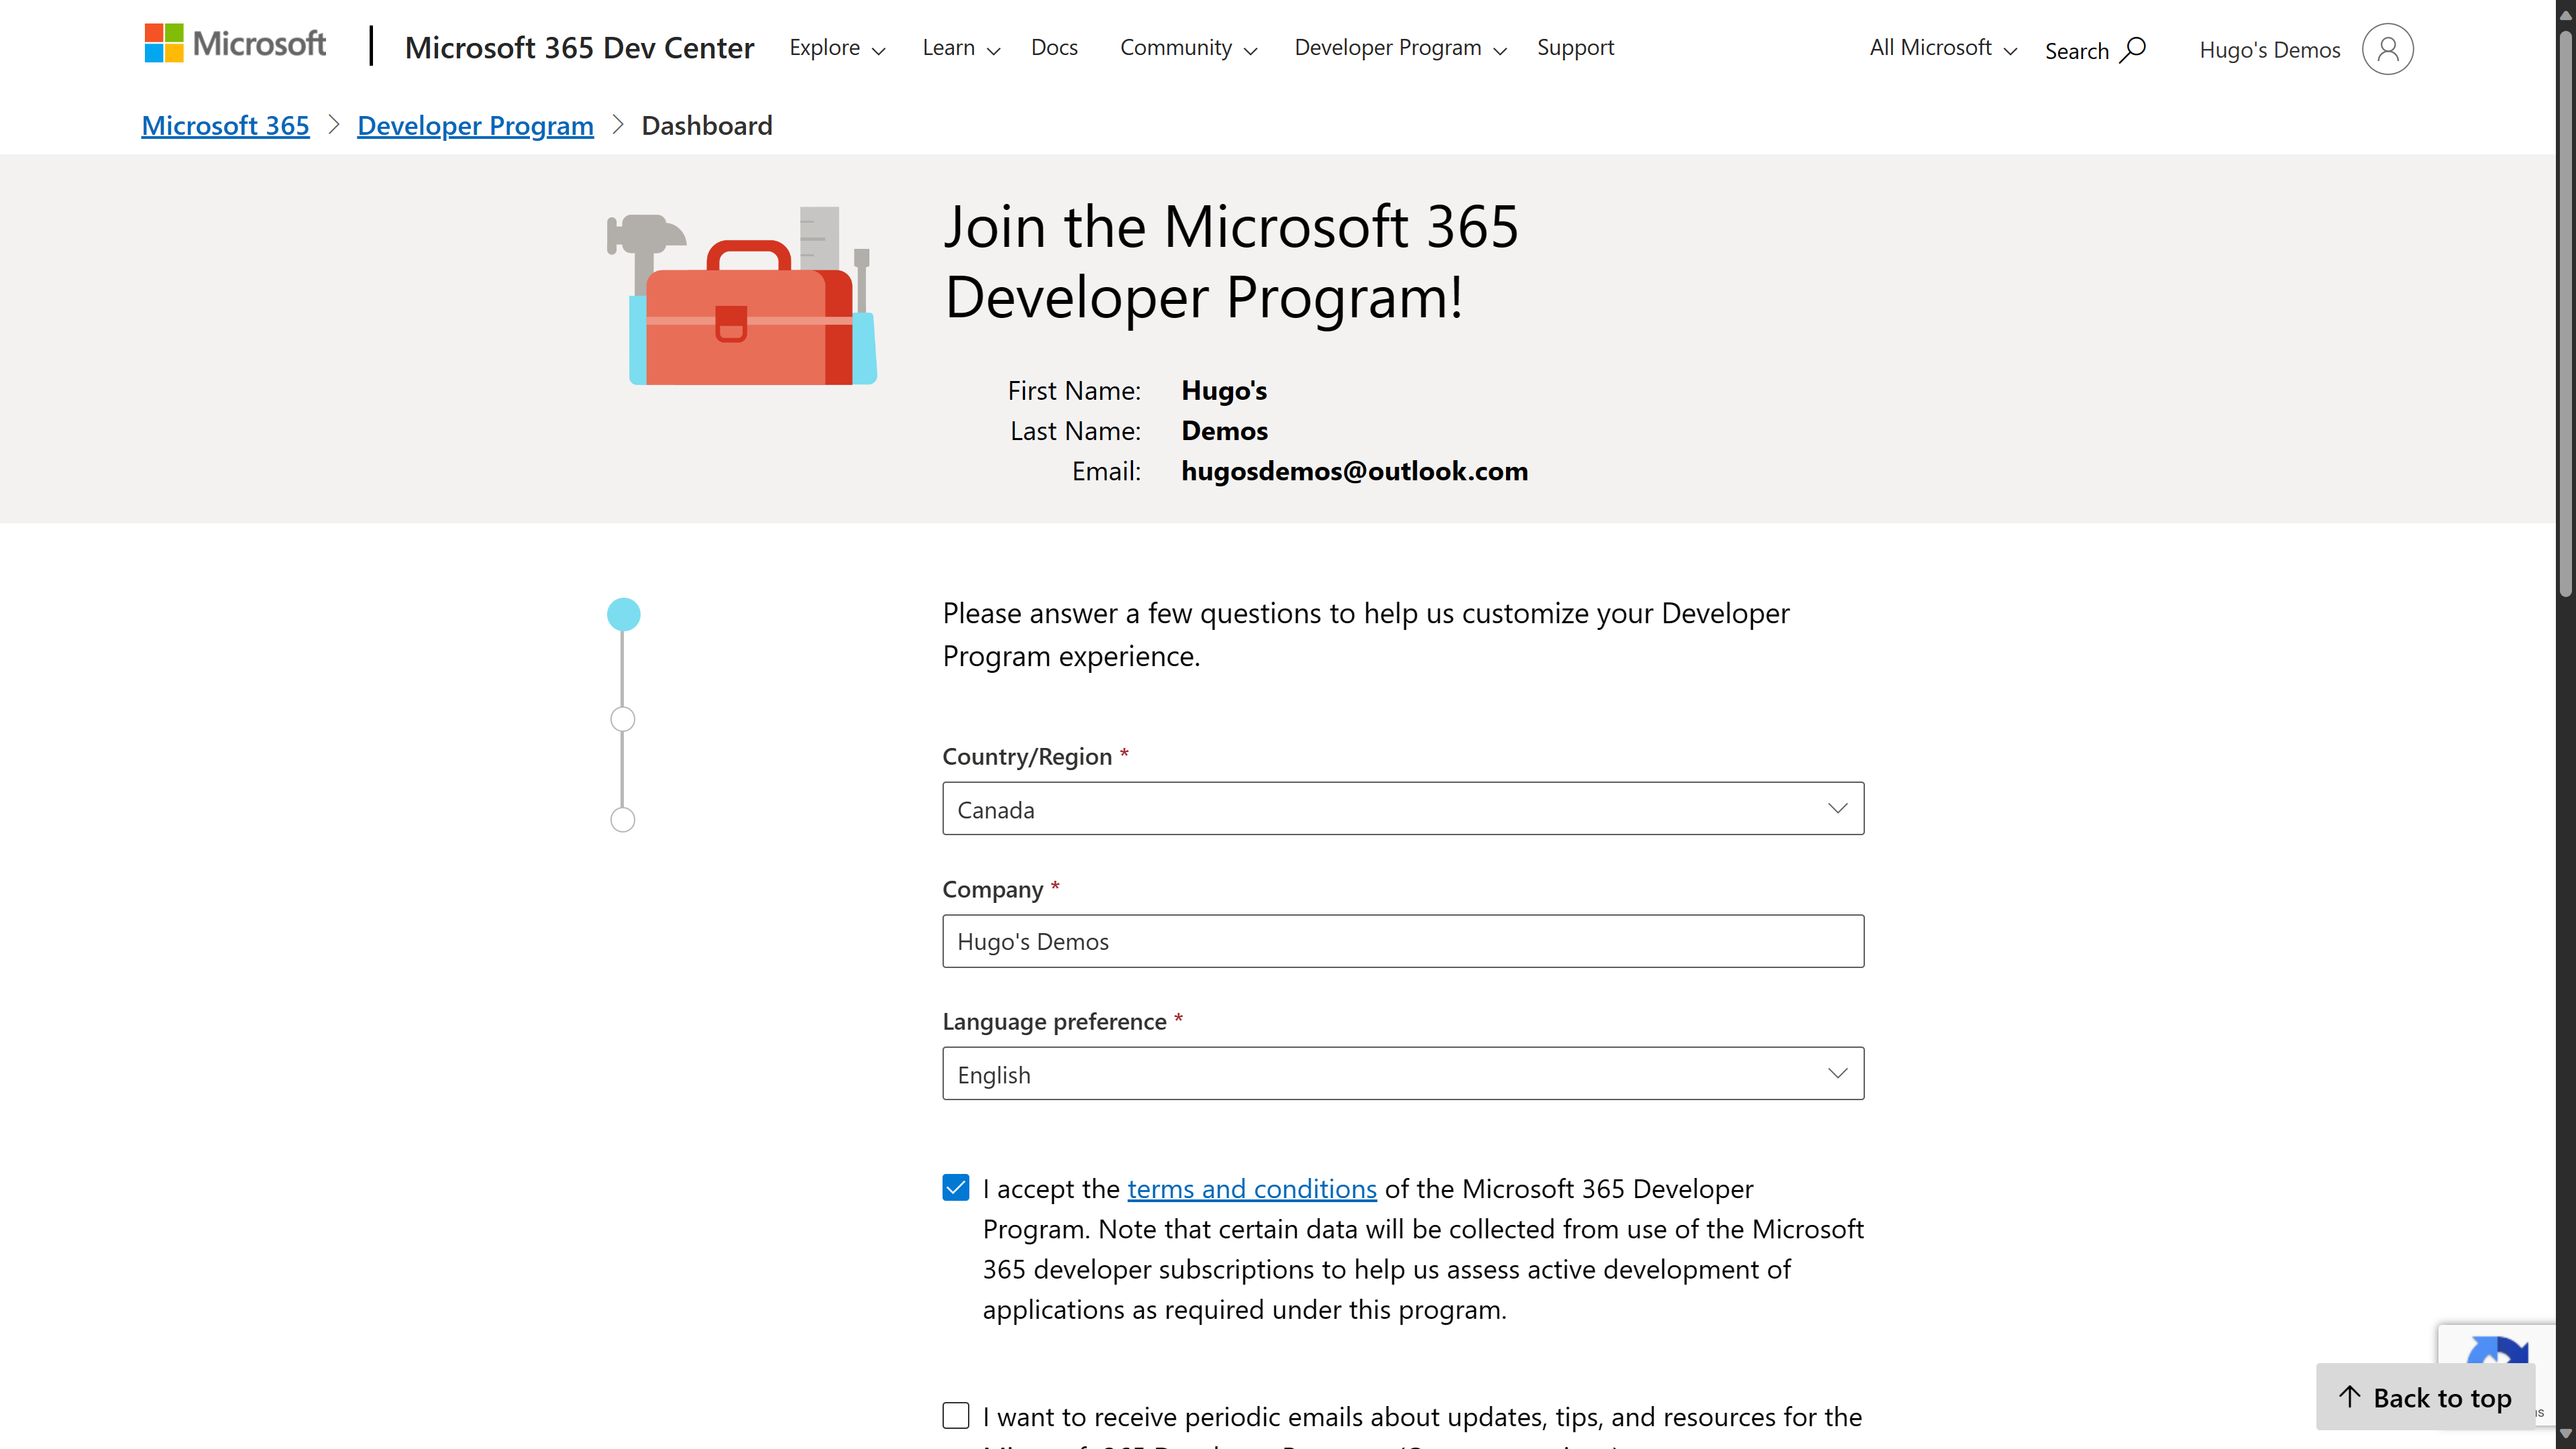 Microsoft
Microsoft 365 Dev Center
Explore
Learn
Docs
Community
Developer Program
Support
All Microsoft
Search
Hugo's Demos
Microsoft 365 > Developer Program > Dashboard
Join the Microsoft 365
Developer Program!
First Name: Hugo's
Last Name: Demos
Email: hugosdemos@outlook.com
Please answer a few questions to help us customize your Developer
Program experience.
Country/Region *
Canada
Company *
Hugo's Demos
Language preference *
English
I accept the terms and conditions of the Microsoft 365 Developer
Program. Note that certain data will be collected from use of the Microsoft
365 developer subscriptions to help us assess active development of
applications as required under this program.
I want to receive periodic emails about updates, tips, and resources for the
Back to top